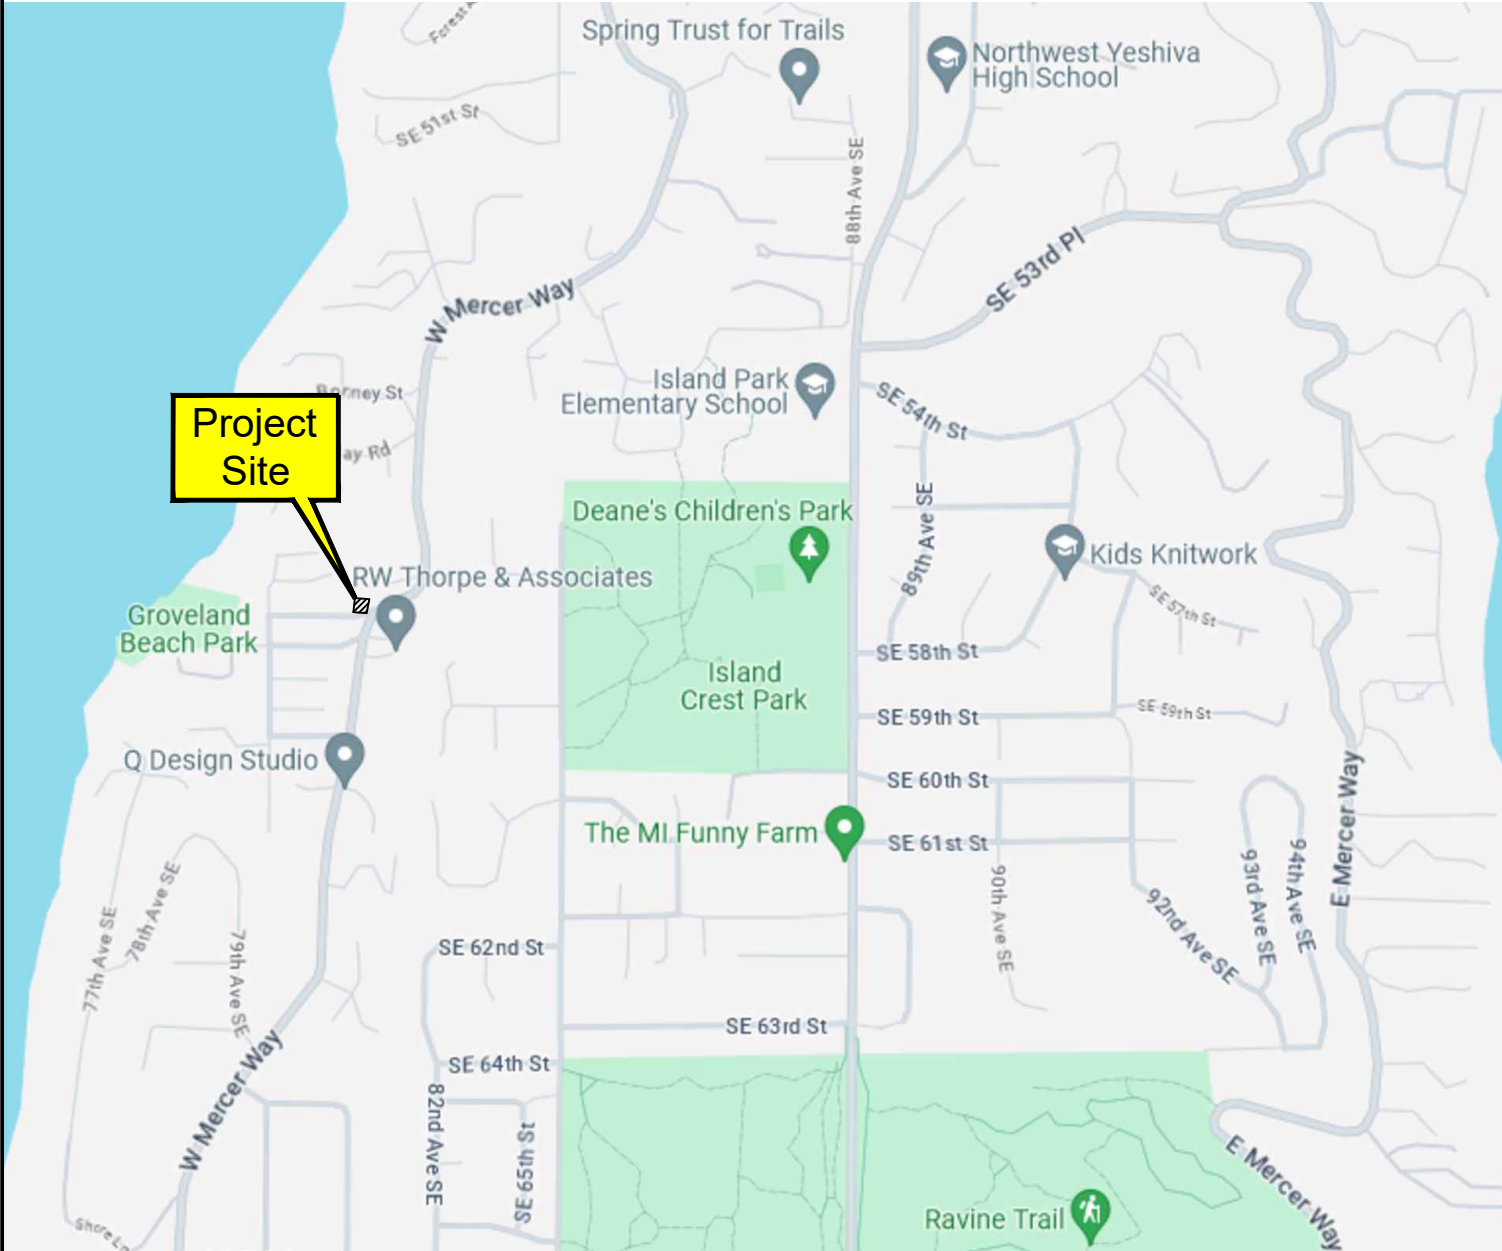 Forest A
Spring Trust for Trails
Northwest Yeshiva
High School
SE 51st St
88th Ave SE
SE 53rd Pl
W Mercer Way
Island Park
Elementary School
SE 54th St
Project
Site
ay Rd
Deane's Children's Park
89th Ave SE
Kids Knitwork
RW Thorpe & Associates
SE 57th St
Groveland
Beach Park
SE 58th St
Island
Crest Park
SE 59th St
SE 59th St
Q Design Studio
SE 60th St
E Mercer Way
The MI Funny Farm
SE 61st St
90th Ave SE
92nd Ave SE
93rd Ave SE
94th Ave SE
77th Ave SE
78th Ave SE
79th Ave SE
SE 62nd St
SE 63rd St
W Mercer Way
SE 64th St
82nd Ave SE
SE 65th St
E Mercer Way
Ravine Trail
Shore